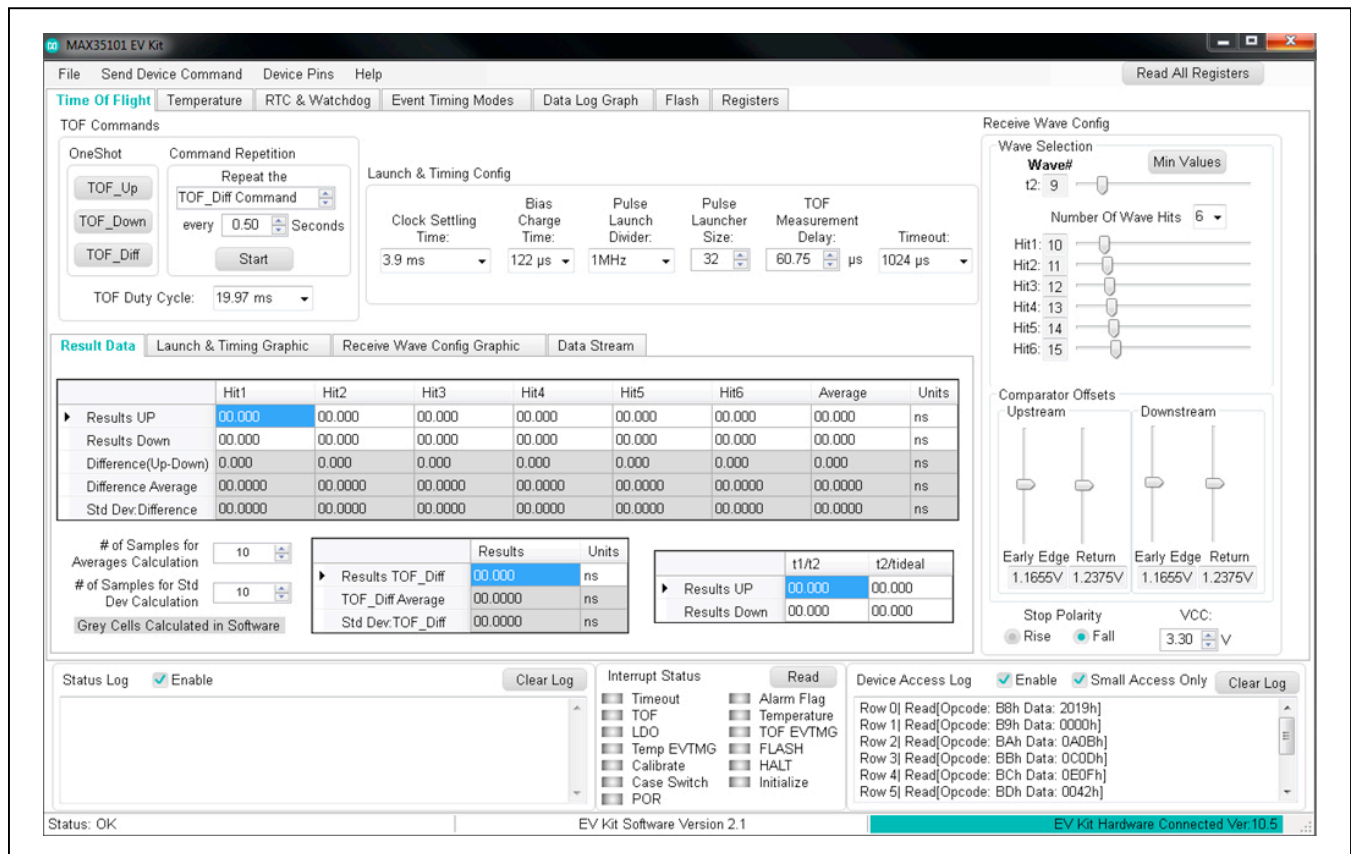 MAX35101 EV Kit
File Send Device Command Device Pins Help Read All Registers
Time Of Flight Temperature RTC & Watchdog Event Timing Modes Data Log Graph Flash Registers
TOF Commands
OneShot
TOF_Up
TOF_Down
TOF_Diff
Command Repetition
Repeat the
TOF_Diff Command
every 0.50 Seconds
Start
TOF Duty Cycle: 19.97 ms
Launch & Timing Config
Clock Settling
Time:
3.9 ms
Bias
Charge
Time:
122 µs
Pulse
Launch
Divider:
1MHz
Pulse
Launcher
Size:
32
TOF
Measurement
Delay:
60.75 µs
Timeout:
1024 µs
Receive Wave Config
Wave Selection
Wave#
Min Values
t2: 9
Number Of Wave Hits 6
Hit1: 10
Hit2: 11
Hit3: 12
Hit4: 13
Hit5: 14
Hit6: 15
Result Data Launch & Timing Graphic Receive Wave Config Graphic Data Stream
Hit1 Hit2 Hit3 Hit4 Hit5 Hit6 Average Units
Results UP 00.000 00.000 00.000 00.000 00.000 00.000 00.000 ns
Results Down 00.000 00.000 00.000 00.000 00.000 00.000 00.000 ns
Difference(Up-Down) 0.000 0.000 0.000 0.000 0.000 0.000 0.000 ns
Difference Average 00.0000 00.0000 00.0000 00.0000 00.0000 00.0000 00.0000 ns
Std Dev:Difference 00.0000 00.0000 00.0000 00.0000 00.0000 00.0000 00.0000 ns
# of Samples for
Averages Calculation 10
# of Samples for Std
Dev Calculation 10
Grey Cells Calculated in Software
Results Units
Results TOF_Diff 00.000 ns
TOF_Diff Average 00.0000 ns
Std Dev:TOF_Diff 00.0000 ns
t1/t2 t2/tideal
Results UP 00.000 00.000
Results Down 00.000 00.000
Comparator Offsets
Upstream Downstream
Early Edge Return Early Edge Return
1.1655V 1.2375V 1.1655V 1.2375V
Stop Polarity VCC:
Rise Fall 3.30 V
Status Log Enable Clear Log
Interrupt Status Read
Timeout Alarm Flag
TOF Temperature
LDO TOF EVTMG
Temp EVTMG FLASH
Calibrate HALT
Case Switch Initialize
POR
Device Access Log Enable Small Access Only Clear Log
Row 0| Read[Opcode: B8h Data: 2019h]
Row 1| Read[Opcode: B9h Data: 0000h]
Row 2| Read[Opcode: BAh Data: 0A0Bh]
Row 3| Read[Opcode: BBh Data: 0C0Dh]
Row 4| Read[Opcode: BCh Data: 0E0Fh]
Row 5| Read[Opcode: BDh Data: 0042h]
Status: OK EV Kit Software Version 2.1 EV Kit Hardware Connected Ver:10.5